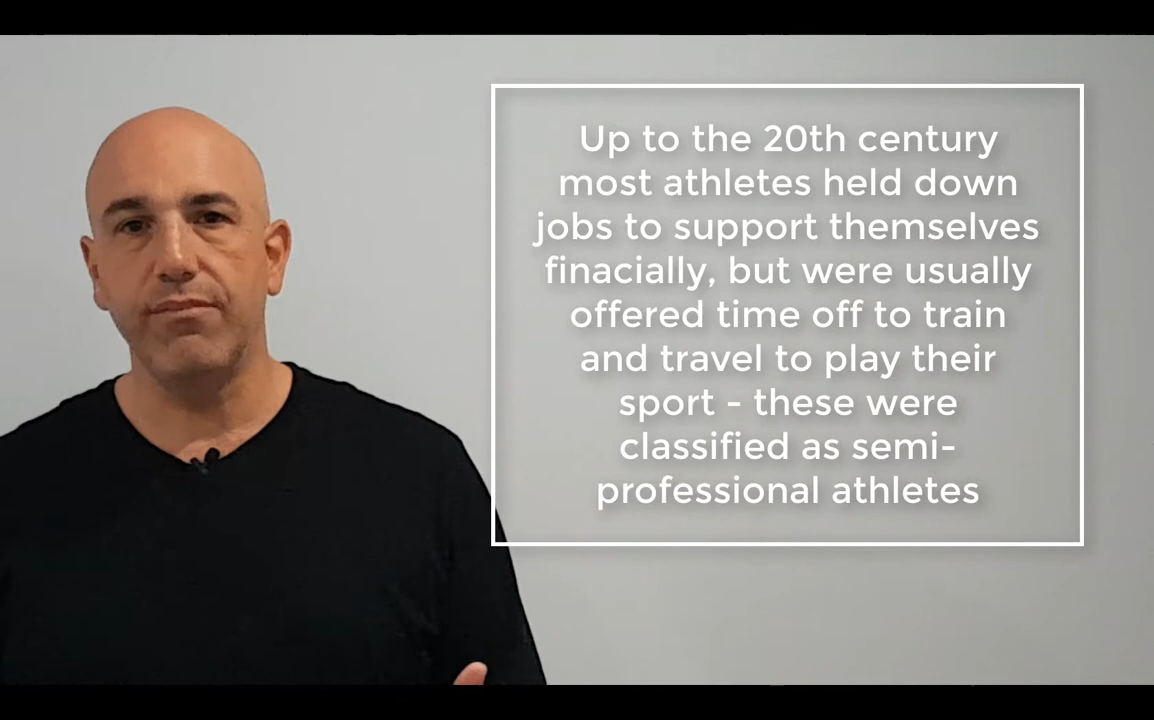 Up to the 20th century
most athletes held down
jobs to support themselves
finacially, but were usually
offered time off to train
and travel to play their
sport - these were
classified as semi-
professional athletes